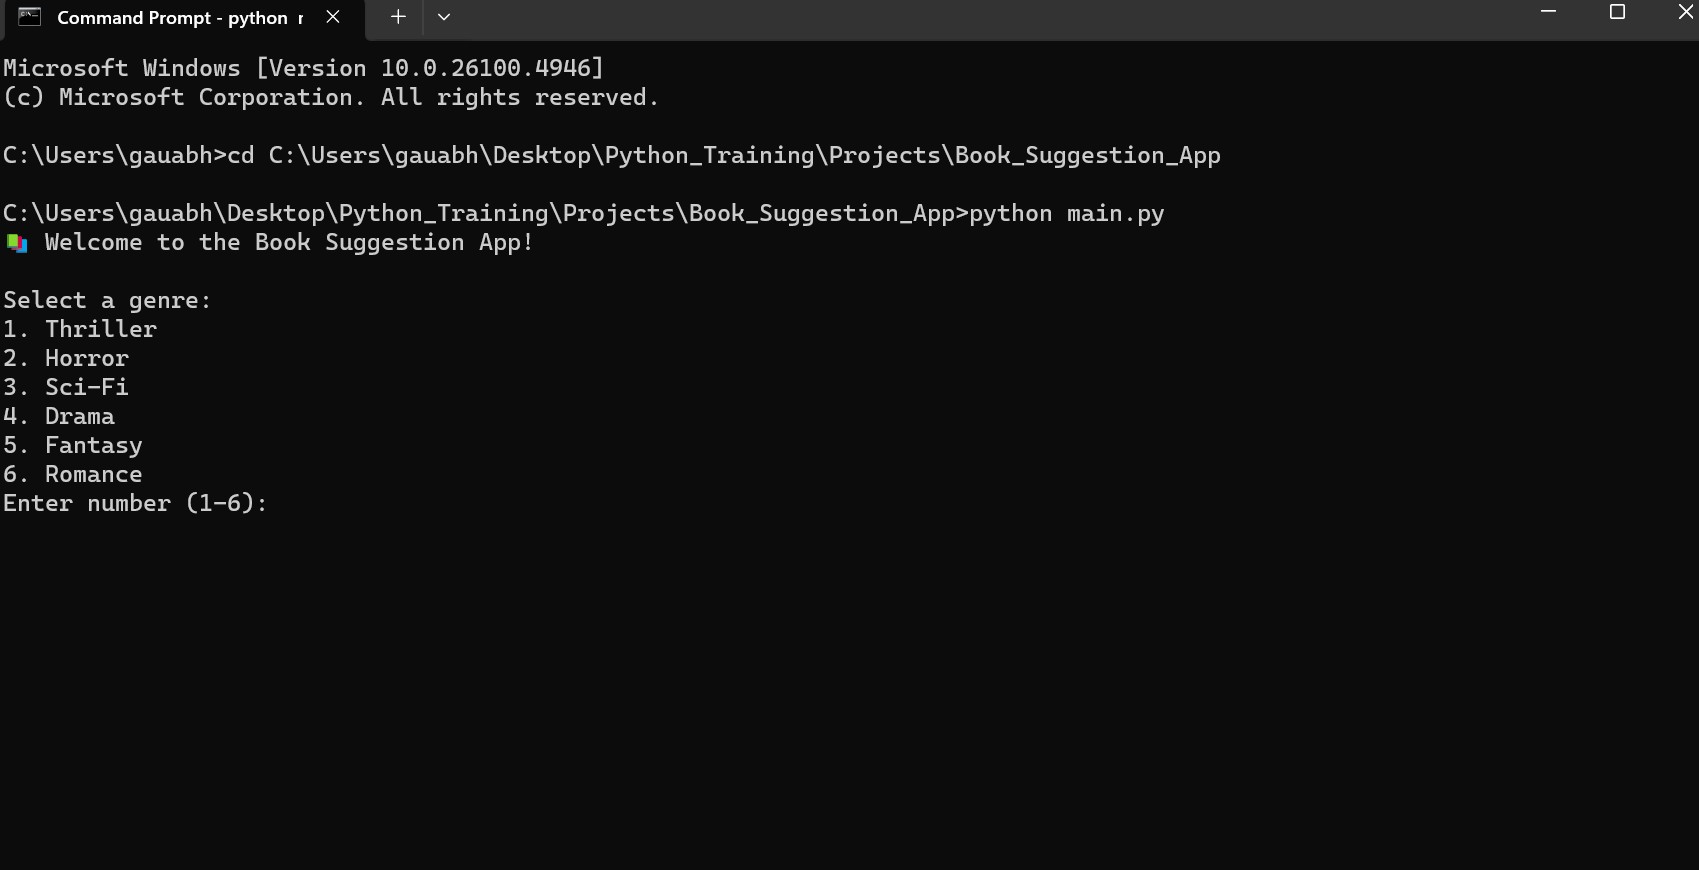 Command Prompt - python
Microsoft Windows [Version 10.0.26100.4946]
(c) Microsoft Corporation. All rights reserved.
C:\Users\gauabh>cd C:\Users\gauabh\Desktop\Python_Training\Projects\Book_Suggestion_App
C:\Users\gauabh\Desktop\Python_Training\Projects\Book_Suggestion_App>python main.py
📚 Welcome to the Book Suggestion App!
Select a genre:
1. Thriller
2. Horror
3. Sci-Fi
4. Drama
5. Fantasy
6. Romance
Enter number (1-6):